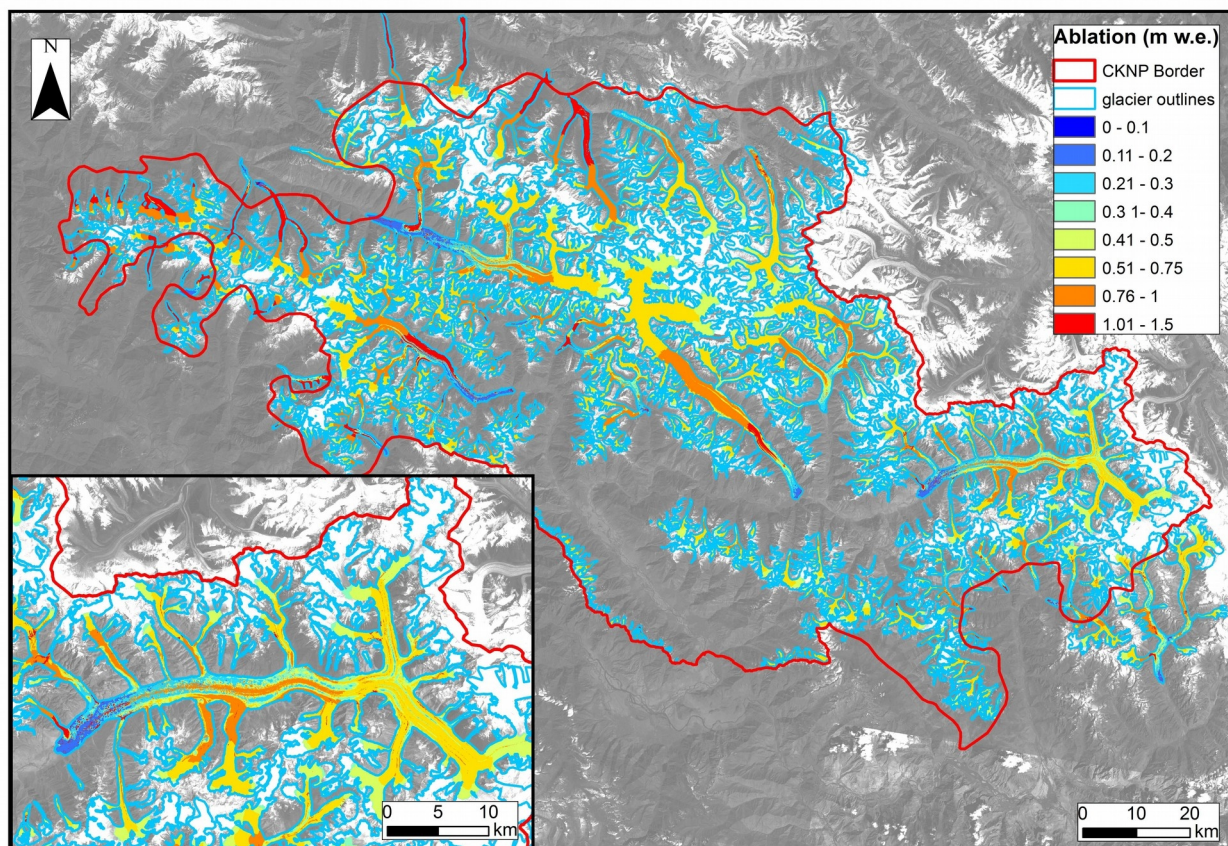 N
Ablation (m w.e.)
CKNP Border
glacier outlines
0 - 0.1
0.11 - 0.2
0.21 - 0.3
0.3 1- 0.4
0.41 - 0.5
0.51 - 0.75
0.76 - 1
1.01 - 1.5
0 5 10
km
0 10 20
km